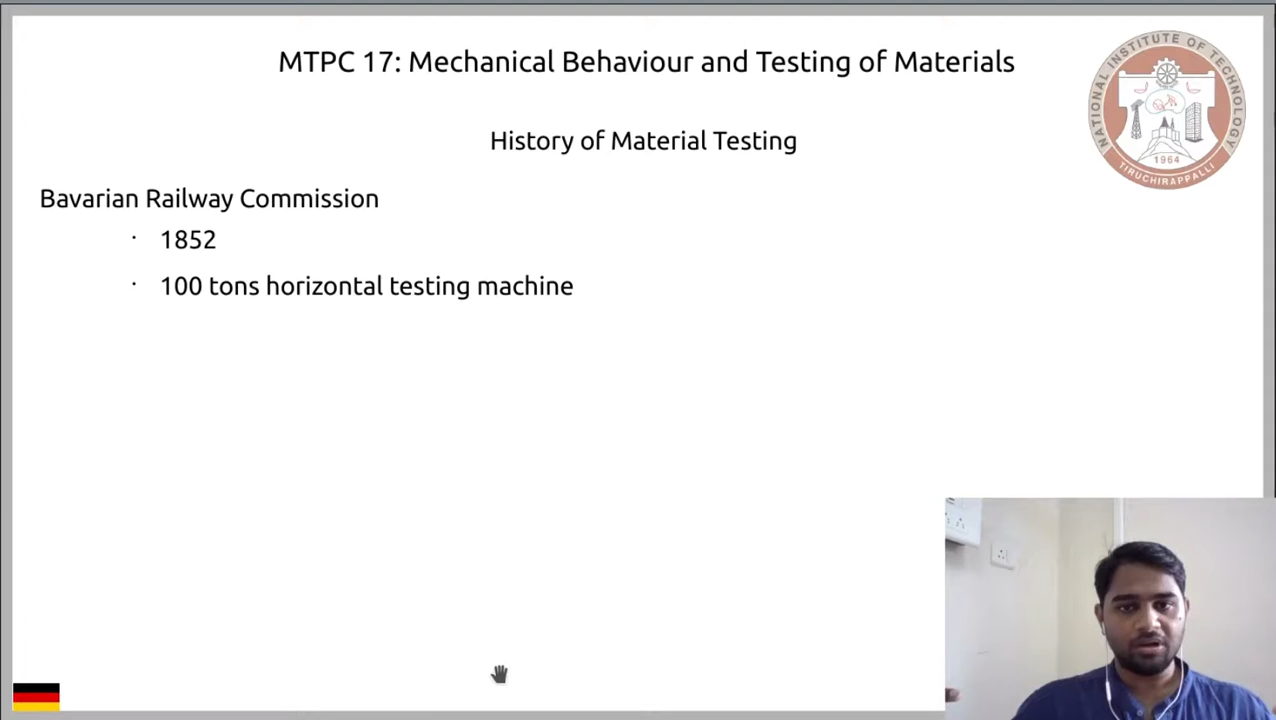 MTPC 17: Mechanical Behaviour and Testing of Materials
History of Material Testing
NATIONAL INSTITUTE OF TECHNOLOGY
1964
TIRUCHIRAPPALLI
Bavarian Railway Commission
· 1852
· 100 tons horizontal testing machine